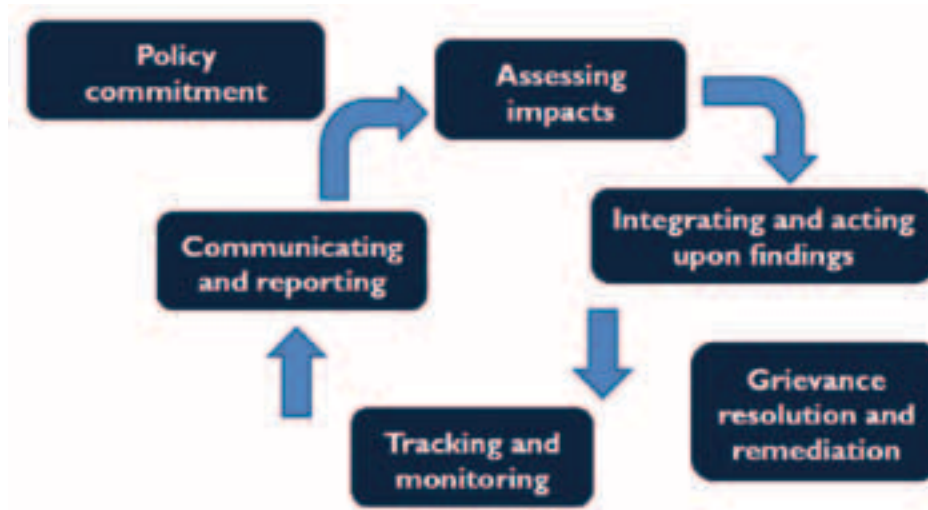 Policy
commitment
Assessing
impacts
Integrating and acting
upon findings
Communicating
and reporting
Grievance
resolution and
remediation
Tracking and
monitoring